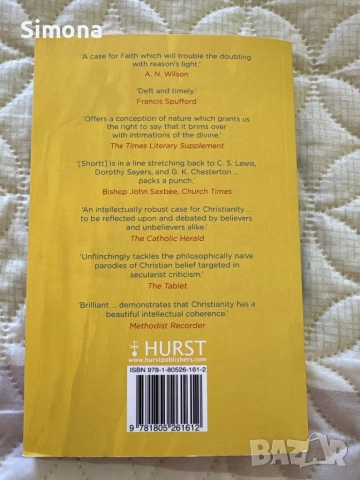 Simona
‘A case for Faith which will trouble the doubting
with reason’s light.’
A. N. Wilson
‘Deft and timely.’
Francis Spufford
‘Offers a conception of nature which grants us
the right to say that it brims over
with intimations of the divine.’
The Times Literary Supplement
‘[Shortt] is in a line stretching back to C. S. Lewis,
Dorothy Sayers, and G. K. Chesterton ...
packs a punch.’
Bishop John Saxbee, Church Times
‘An intellectually robust case for Christianity ...
to be reflected upon and debated by believers
and unbelievers alike.’
The Catholic Herald
‘Unflinchingly tackles the philosophically naive
parodies of Christian belief targeted in
secularist criticism.’
The Tablet
‘Brilliant ... demonstrates that Christianity has a
beautiful intellectual coherence.’
Methodist Recorder
HURST
www.hurstpublishers.com
ISBN 978-1-80526-161-2
9 781805 261612
BAZAR
bg